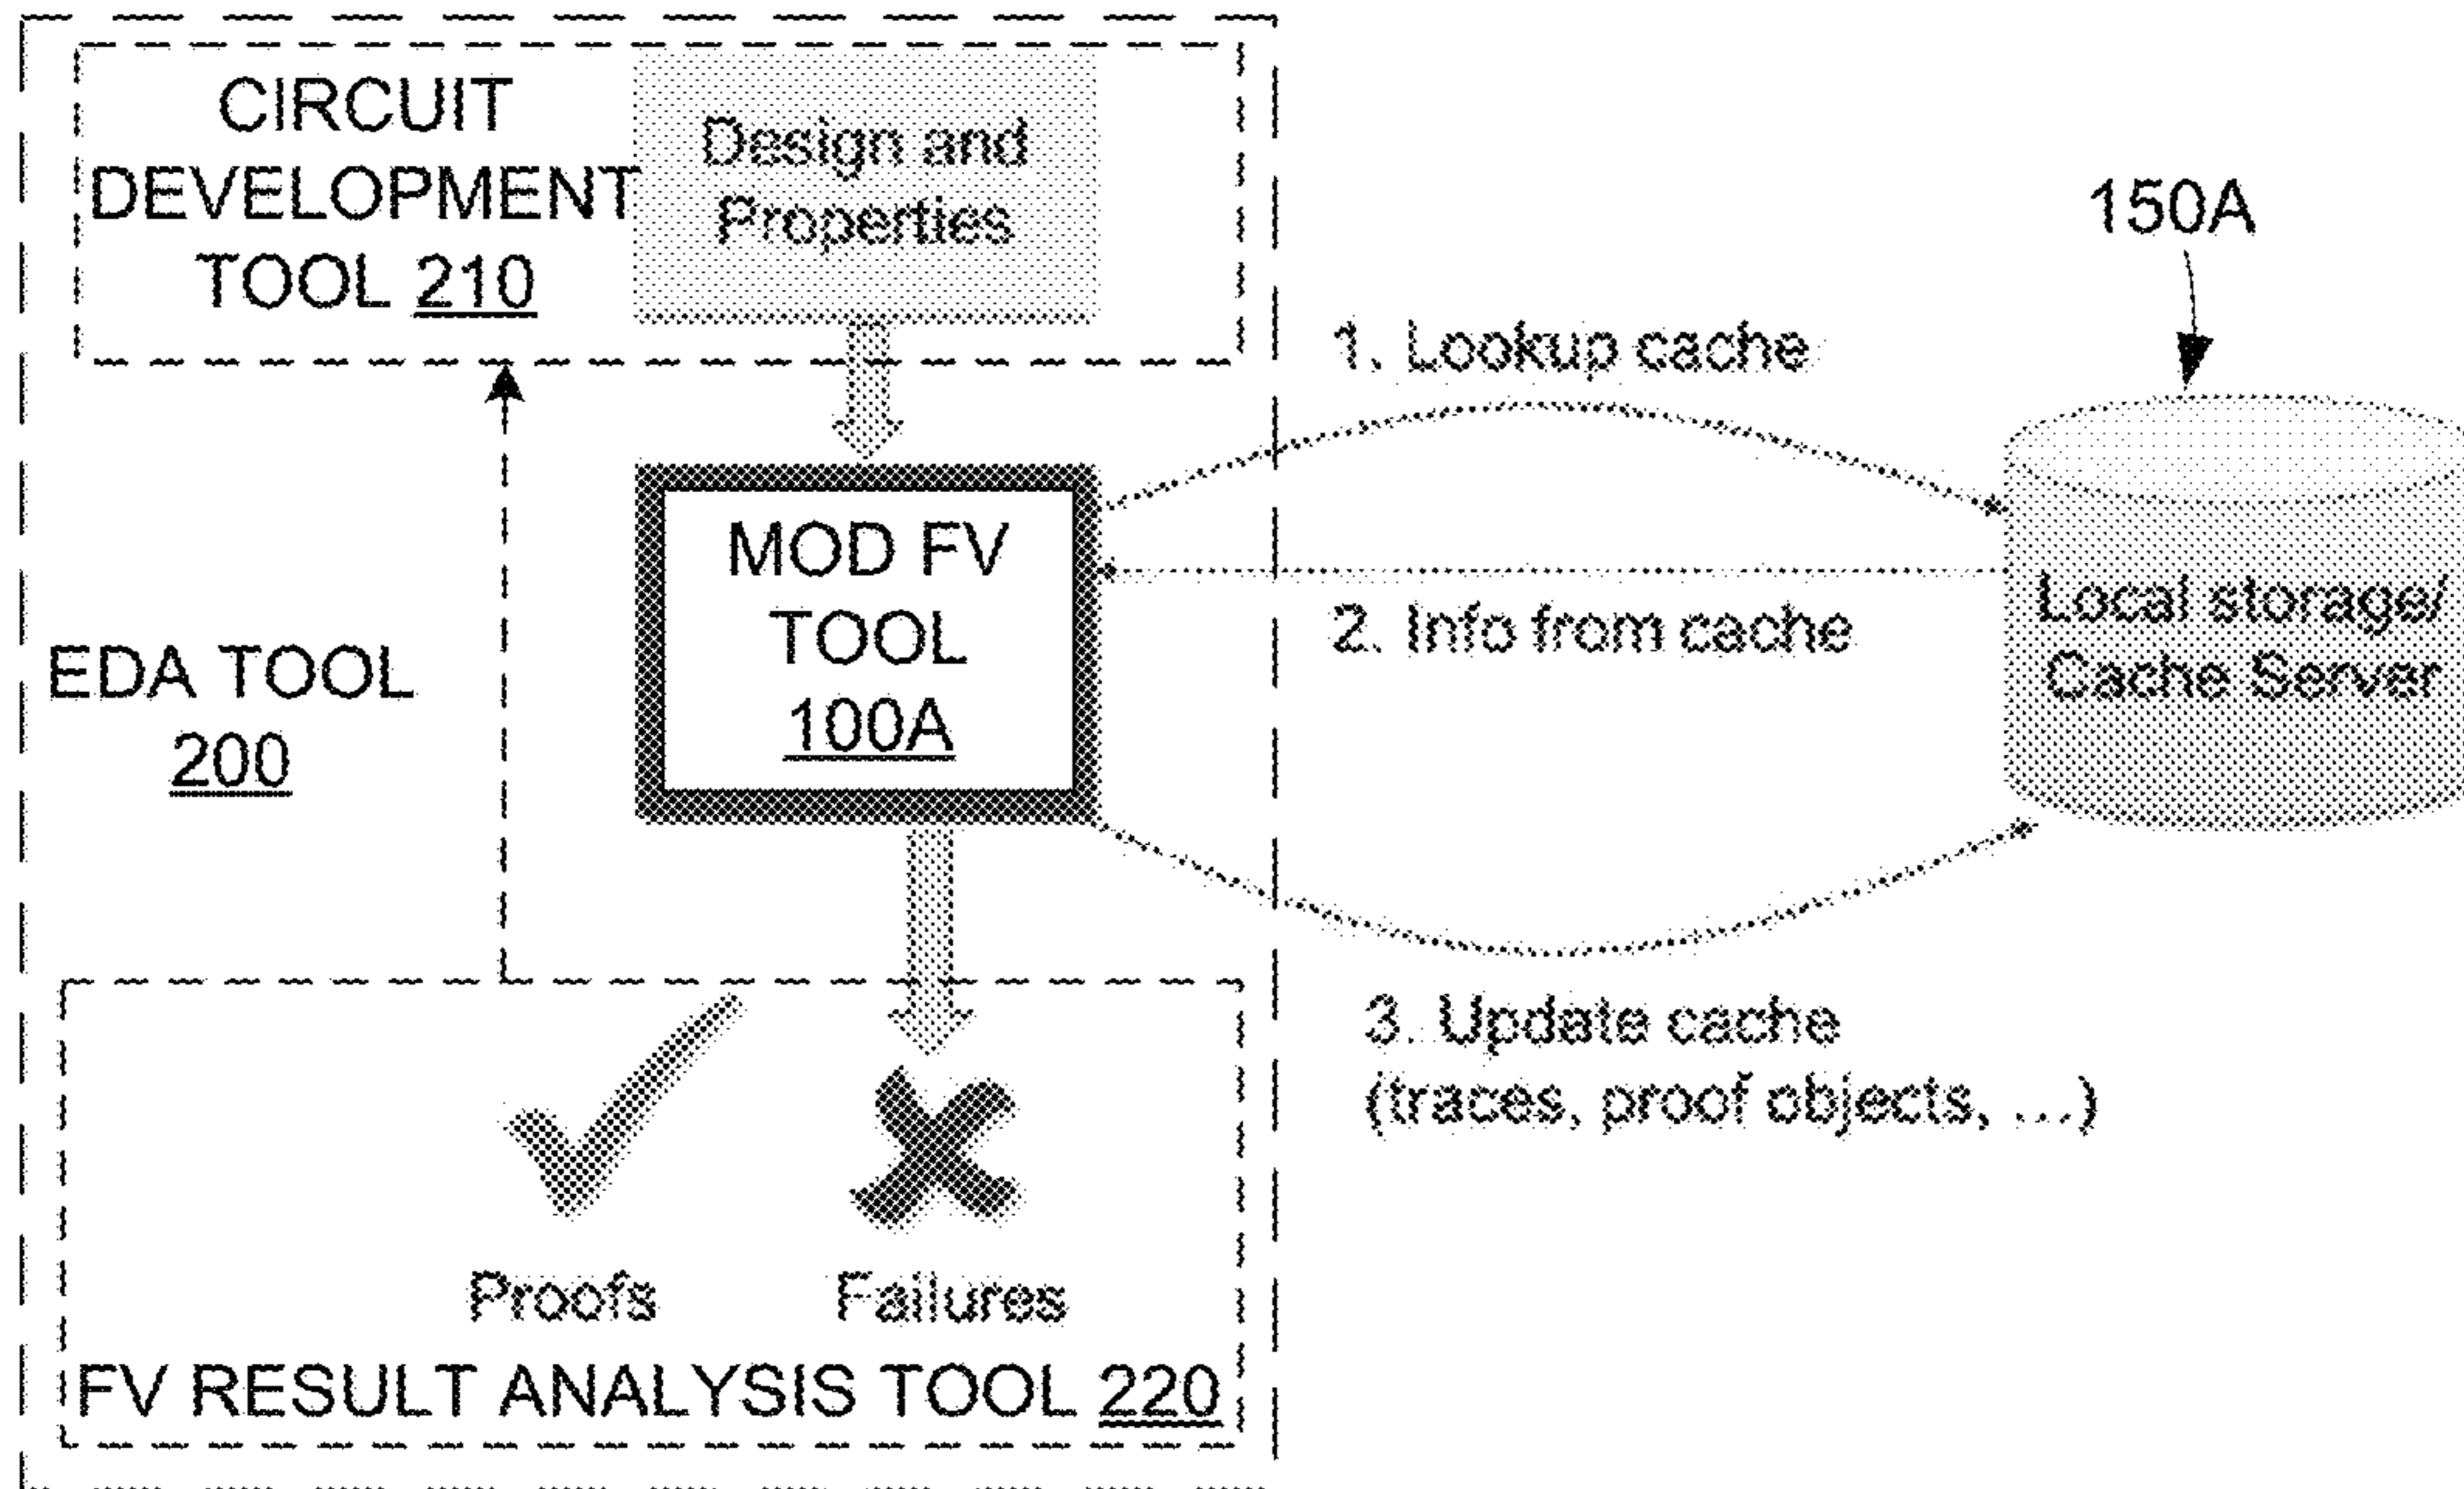 CIRCUIT
DEVELOPMENT
TOOL 210
Design and
Properties
150A
1. Lookup cache
MOD FV
TOOL
100A
2. Info from cache
Local storage/
Cache Server
EDA TOOL
200
3. Update cache
(traces, proof objects, ...)
Proofs
Failures
FV RESULT ANALYSIS TOOL 220